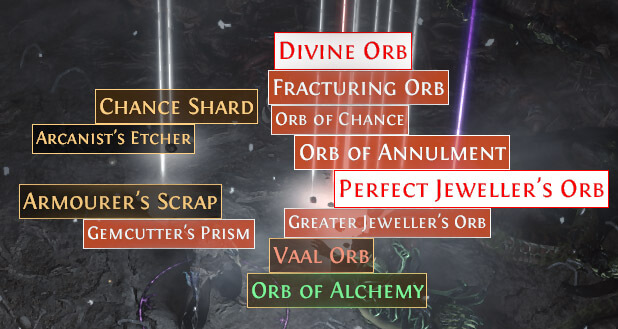 Divine Orb
Fracturing Orb
Chance Shard
Orb of Chance
Arcanist's Etcher
Orb of Annulment
Perfect Jeweller's Orb
Armourer's Scrap
Greater Jeweller's Orb
Gemcutter's Prism
Vaal Orb
Orb of Alchemy